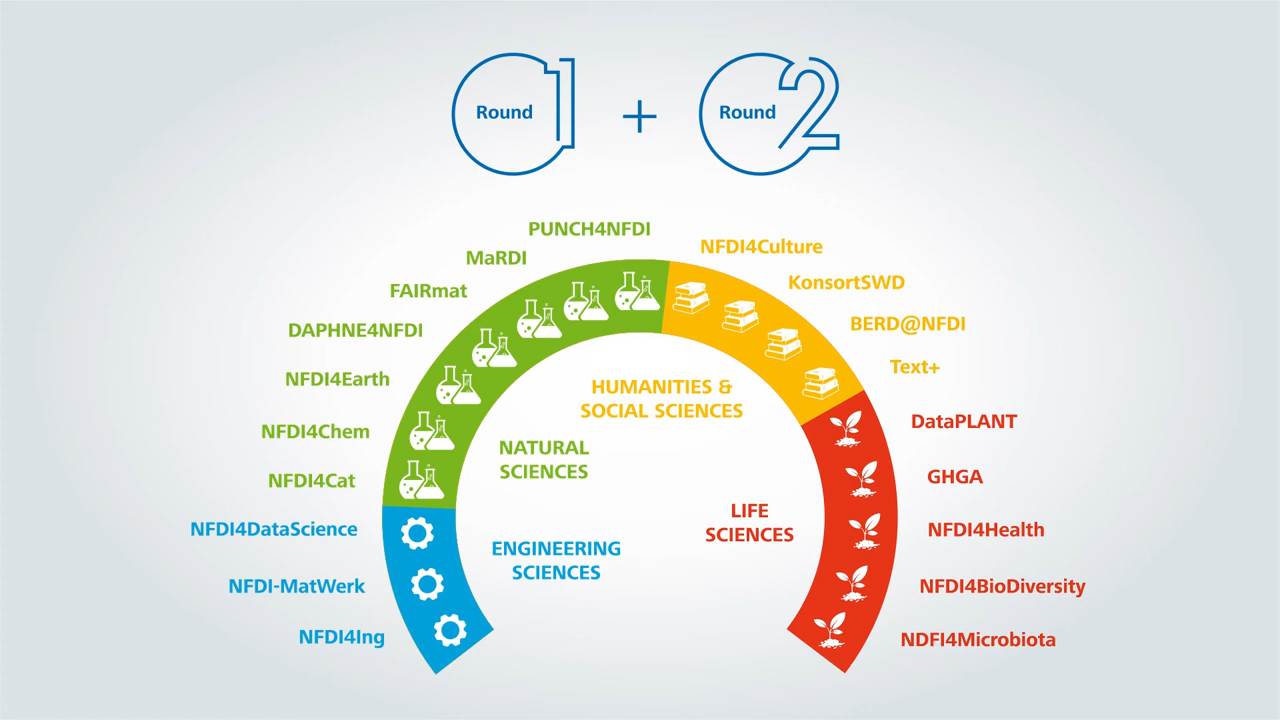 Round 1
+
Round 2
PUNCH4NFDI
MaRDI
FAIRmat
DAPHNE4NFDI
NFDI4Earth
NFDI4Chem
NFDI4Cat
NFDI4DataScience
NFDI-MatWerk
NFDI4Ing
NFDI4Culture
KonsortSWD
BERD@NFDI
Text+
DataPLANT
GHGA
NFDI4Health
NFDI4BioDiversity
NDFI4Microbiota
HUMANITIES &
SOCIAL SCIENCES
NATURAL
SCIENCES
LIFE
SCIENCES
ENGINEERING
SCIENCES